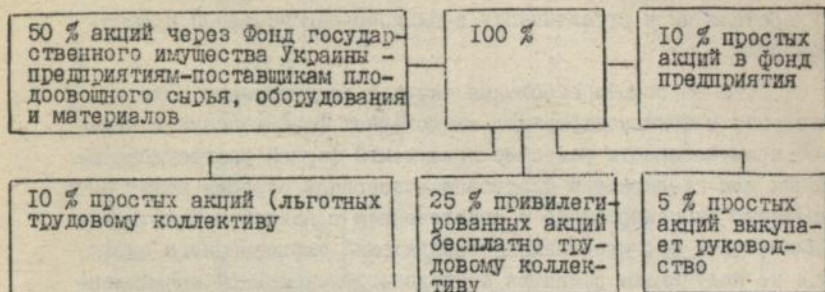 50 % акций через Фонд государ-
ственного имущества Украины -
предприятиям-поставщикам пло-
доовощного сырья, оборудования
и материалов
100 %
10 % простых
акций в фонд
предприятия
10 % простых акций (льготных
трудовому коллективу
25 % привилеги-
рованных акций
бесплатно тру-
довому коллек-
тиву
5 % простых
акций выкупа-
ет руковод-
ство